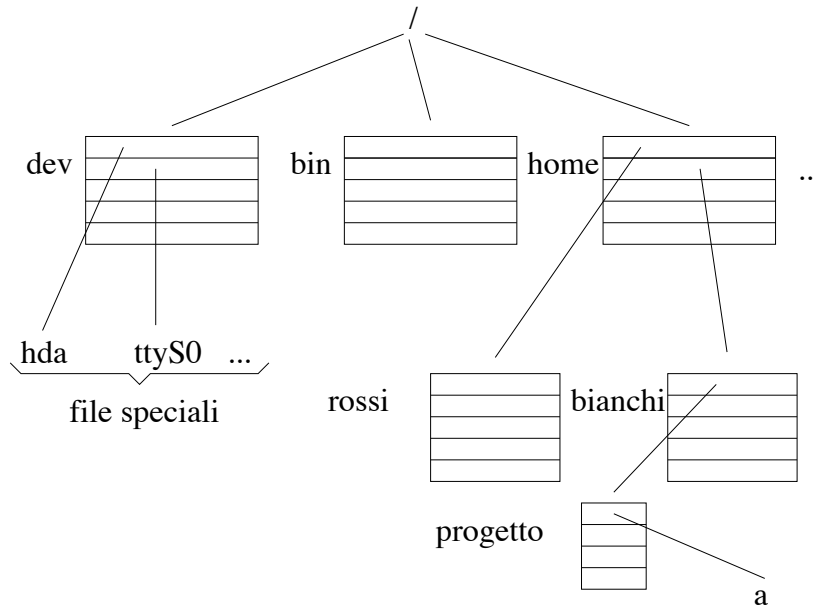 /
dev bin home ..
hda ttyS0 ...
file speciali
rossi bianchi
progetto
a